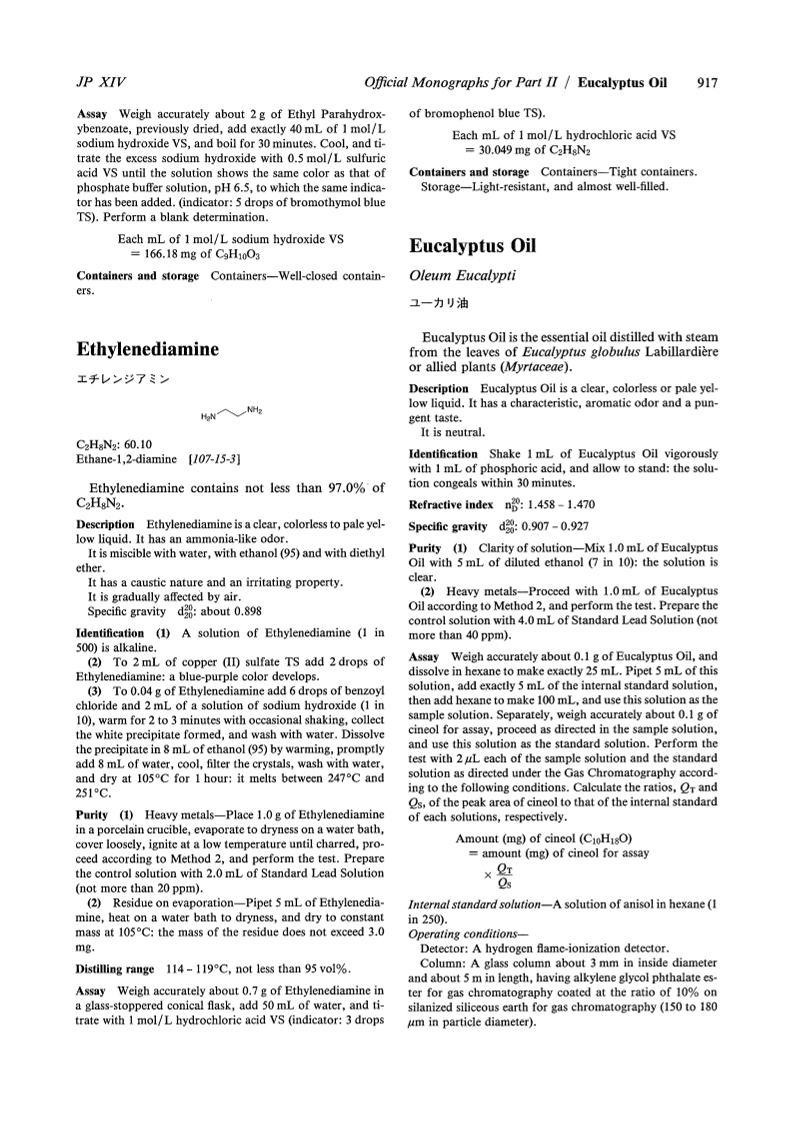 JP XIV
Official Monographs for Part II / Eucalyptus Oil 917
Assay Weigh accurately about 2 g of Ethyl Parahydrox-
ybenzoate, previously dried, add exactly 40 mL of 1 mol/L
sodium hydroxide VS, and boil for 30 minutes. Cool, and ti-
trate the excess sodium hydroxide with 0.5 mol/L sulfuric
acid VS until the solution shows the same color as that of
phosphate buffer solution, pH 6.5, to which the same indica-
tor has been added. (indicator: 5 drops of bromothymol blue
TS). Perform a blank determination.
Each mL of 1 mol/L sodium hydroxide VS
= 166.18 mg of C₉H₁₀O₃
Containers and storage Containers—Well-closed contain-
ers.
Ethylenediamine
エチレンジアミン
H₂N NH₂
C₂H₈N₂: 60.10
Ethane-1,2-diamine [107-15-3]
Ethylenediamine contains not less than 97.0% of
C₂H₈N₂.
Description Ethylenediamine is a clear, colorless to pale yel-
low liquid. It has an ammonia-like odor.
It is miscible with water, with ethanol (95) and with diethyl
ether.
It has a caustic nature and an irritating property.
It is gradually affected by air.
Specific gravity d²⁰₂₀: about 0.898
Identification (1) A solution of Ethylenediamine (1 in
500) is alkaline.
(2) To 2 mL of copper (II) sulfate TS add 2 drops of
Ethylenediamine: a blue-purple color develops.
(3) To 0.04 g of Ethylenediamine add 6 drops of benzoyl
chloride and 2 mL of a solution of sodium hydroxide (1 in
10), warm for 2 to 3 minutes with occasional shaking, collect
the white precipitate formed, and wash with water. Dissolve
the precipitate in 8 mL of ethanol (95) by warming, promptly
add 8 mL of water, cool, filter the crystals, wash with water,
and dry at 105°C for 1 hour: it melts between 247°C and
251°C.
Purity (1) Heavy metals—Place 1.0 g of Ethylenediamine
in a porcelain crucible, evaporate to dryness on a water bath,
cover loosely, ignite at a low temperature until charred, pro-
ceed according to Method 2, and perform the test. Prepare
the control solution with 2.0 mL of Standard Lead Solution
(not more than 20 ppm).
(2) Residue on evaporation—Pipet 5 mL of Ethylenedia-
mine, heat on a water bath to dryness, and dry to constant
mass at 105°C: the mass of the residue does not exceed 3.0
mg.
Distilling range 114 – 119°C, not less than 95 vol%.
Assay Weigh accurately about 0.7 g of Ethylenediamine in
a glass-stoppered conical flask, add 50 mL of water, and ti-
trate with 1 mol/L hydrochloric acid VS (indicator: 3 drops
of bromophenol blue TS).
Each mL of 1 mol/L hydrochloric acid VS
= 30.049 mg of C₂H₈N₂
Containers and storage Containers—Tight containers.
Storage—Light-resistant, and almost well-filled.
Eucalyptus Oil
Oleum Eucalypti
ユーカリ油
Eucalyptus Oil is the essential oil distilled with steam
from the leaves of Eucalyptus globulus Labillardière
or allied plants (Myrtaceae).
Description Eucalyptus Oil is a clear, colorless or pale yel-
low liquid. It has a characteristic, aromatic odor and a pun-
gent taste.
It is neutral.
Identification Shake 1 mL of Eucalyptus Oil vigorously
with 1 mL of phosphoric acid, and allow to stand: the solu-
tion congeals within 30 minutes.
Refractive index n²⁰D: 1.458 – 1.470
Specific gravity d²⁰₂₀: 0.907 – 0.927
Purity (1) Clarity of solution—Mix 1.0 mL of Eucalyptus
Oil with 5 mL of diluted ethanol (7 in 10): the solution is
clear.
(2) Heavy metals—Proceed with 1.0 mL of Eucalyptus
Oil according to Method 2, and perform the test. Prepare the
control solution with 4.0 mL of Standard Lead Solution (not
more than 40 ppm).
Assay Weigh accurately about 0.1 g of Eucalyptus Oil, and
dissolve in hexane to make exactly 25 mL. Pipet 5 mL of this
solution, add exactly 5 mL of the internal standard solution,
then add hexane to make 100 mL, and use this solution as the
sample solution. Separately, weigh accurately about 0.1 g of
cineol for assay, proceed as directed in the sample solution,
and use this solution as the standard solution. Perform the
test with 2 μL each of the sample solution and the standard
solution as directed under the Gas Chromatography accord-
ing to the following conditions. Calculate the ratios, Q_T and
Q_S, of the peak area of cineol to that of the internal standard
of each solutions, respectively.
Amount (mg) of cineol (C₁₀H₁₈O)
= amount (mg) of cineol for assay
× Q_T
Q_S
Internal standard solution—A solution of anisol in hexane (1
in 250).
Operating conditions—
Detector: A hydrogen flame-ionization detector.
Column: A glass column about 3 mm in inside diameter
and about 5 m in length, having alkylene glycol phthalate es-
ter for gas chromatography coated at the ratio of 10% on
silanized siliceous earth for gas chromatography (150 to 180
μm in particle diameter).